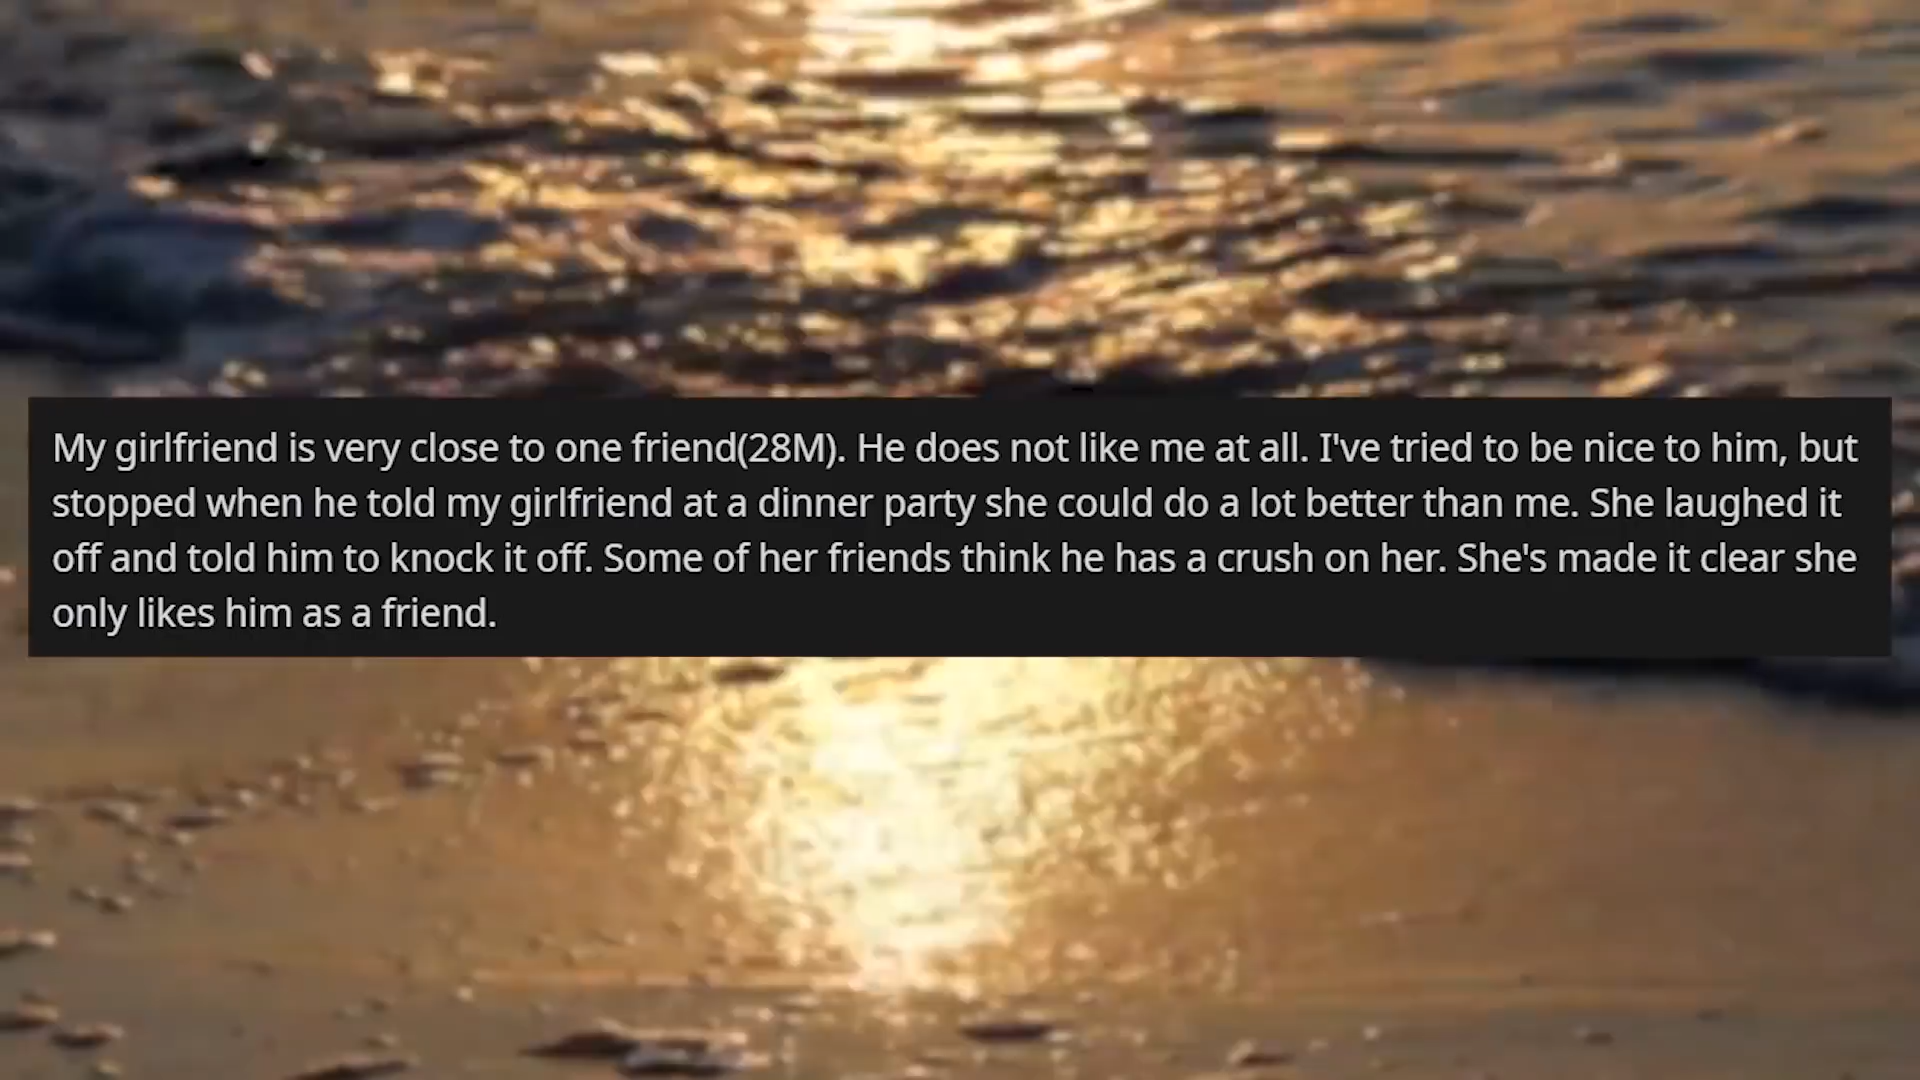 My girlfriend is very close to one friend(28M). He does not like me at all. I've tried to be nice to him, but
stopped when he told my girlfriend at a dinner party she could do a lot better than me. She laughed it
off and told him to knock it off. Some of her friends think he has a crush on her. She's made it clear she
only likes him as a friend.